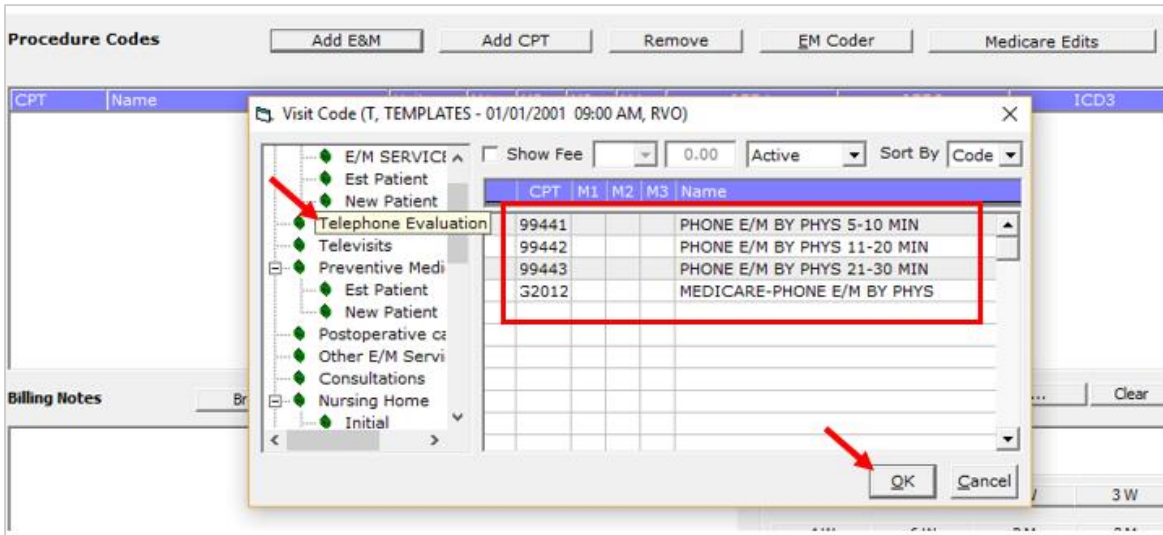 Procedure Codes Add E&M Add CPT Remove EM Coder Medicare Edits
CPT Name ICD3
Visit Code (T, TEMPLATES - 01/01/2001 09:00 AM, RVO)
E/M SERVICE Show Fee 0.00 Active Sort By Code
Est Patient
New Patient CPT M1 M2 M3 Name
Telephone Evaluation 99441 PHONE E/M BY PHYS 5-10 MIN
Televisits 99442 PHONE E/M BY PHYS 11-20 MIN
Preventive Medi 99443 PHONE E/M BY PHYS 21-30 MIN
Est Patient G2012 MEDICARE-PHONE E/M BY PHYS
New Patient
Postoperative ca
Other E/M Servi
Consultations
Billing Notes Br Nursing Home ... Clear
Initial
OK Cancel
3 W